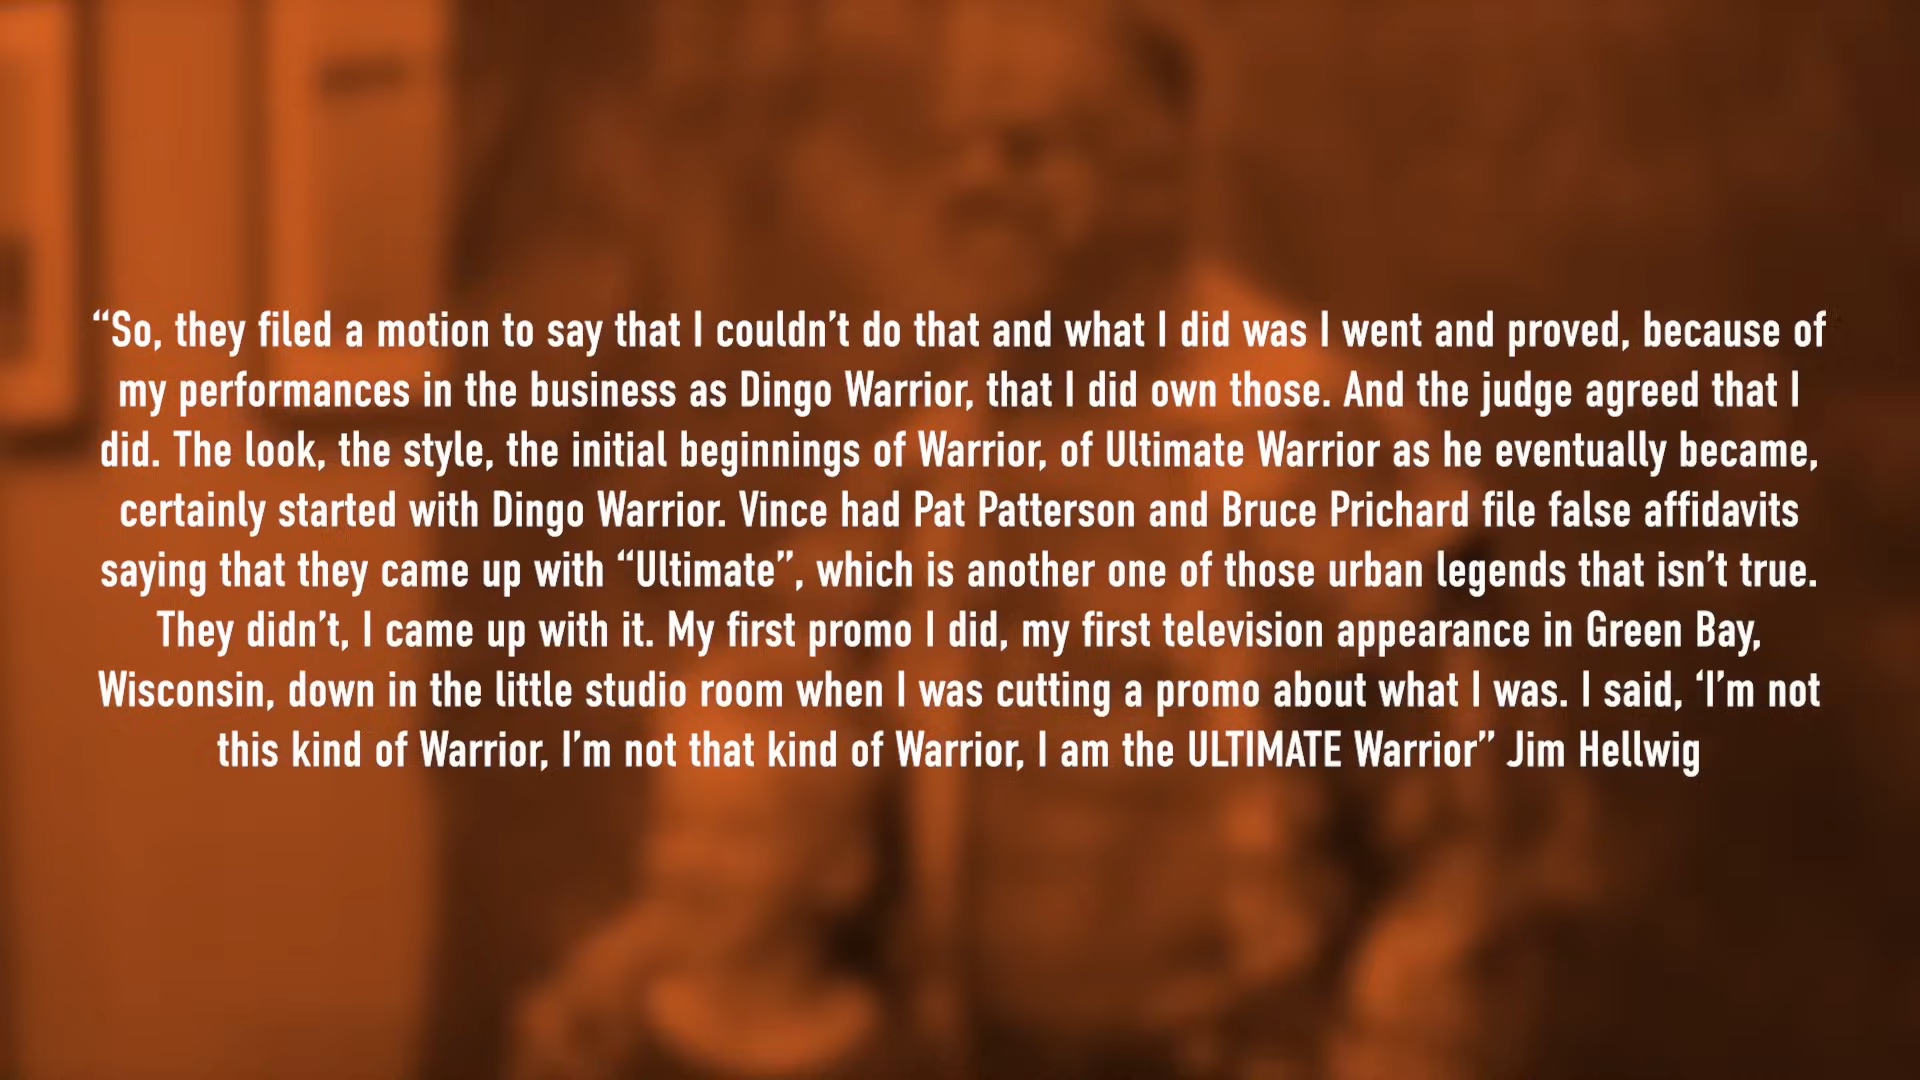 “So, they filed a motion to say that I couldn’t do that and what I did was I went and proved, because of
my performances in the business as Dingo Warrior, that I did own those. And the judge agreed that I
did. The look, the style, the initial beginnings of Warrior, of Ultimate Warrior as he eventually became,
certainly started with Dingo Warrior. Vince had Pat Patterson and Bruce Prichard file false affidavits
saying that they came up with “Ultimate”, which is another one of those urban legends that isn’t true.
They didn’t, I came up with it. My first promo I did, my first television appearance in Green Bay,
Wisconsin, down in the little studio room when I was cutting a promo about what I was. I said, ‘I’m not
this kind of Warrior, I’m not that kind of Warrior, I am the ULTIMATE Warrior” Jim Hellwig